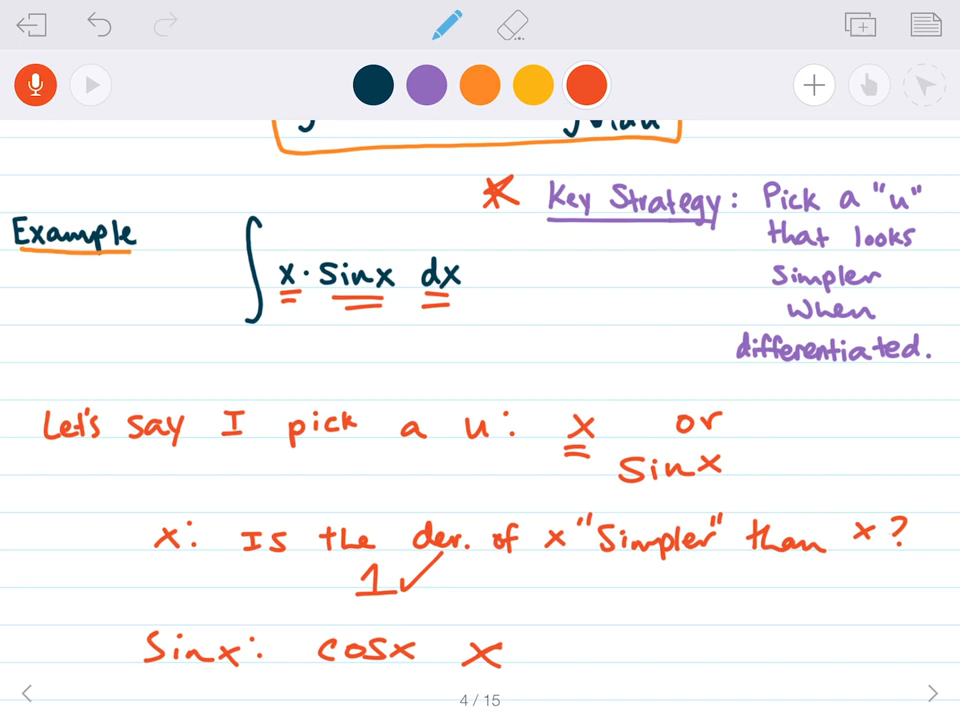 Example
∫ x · sinx dx
* Key Strategy: Pick a "u"
that looks
simpler
when
differentiated.
Let's say I pick a u: x or
sinx
x: Is the der. of x "simpler" than x?
1 ✓
sinx: cosx ×
4 / 15